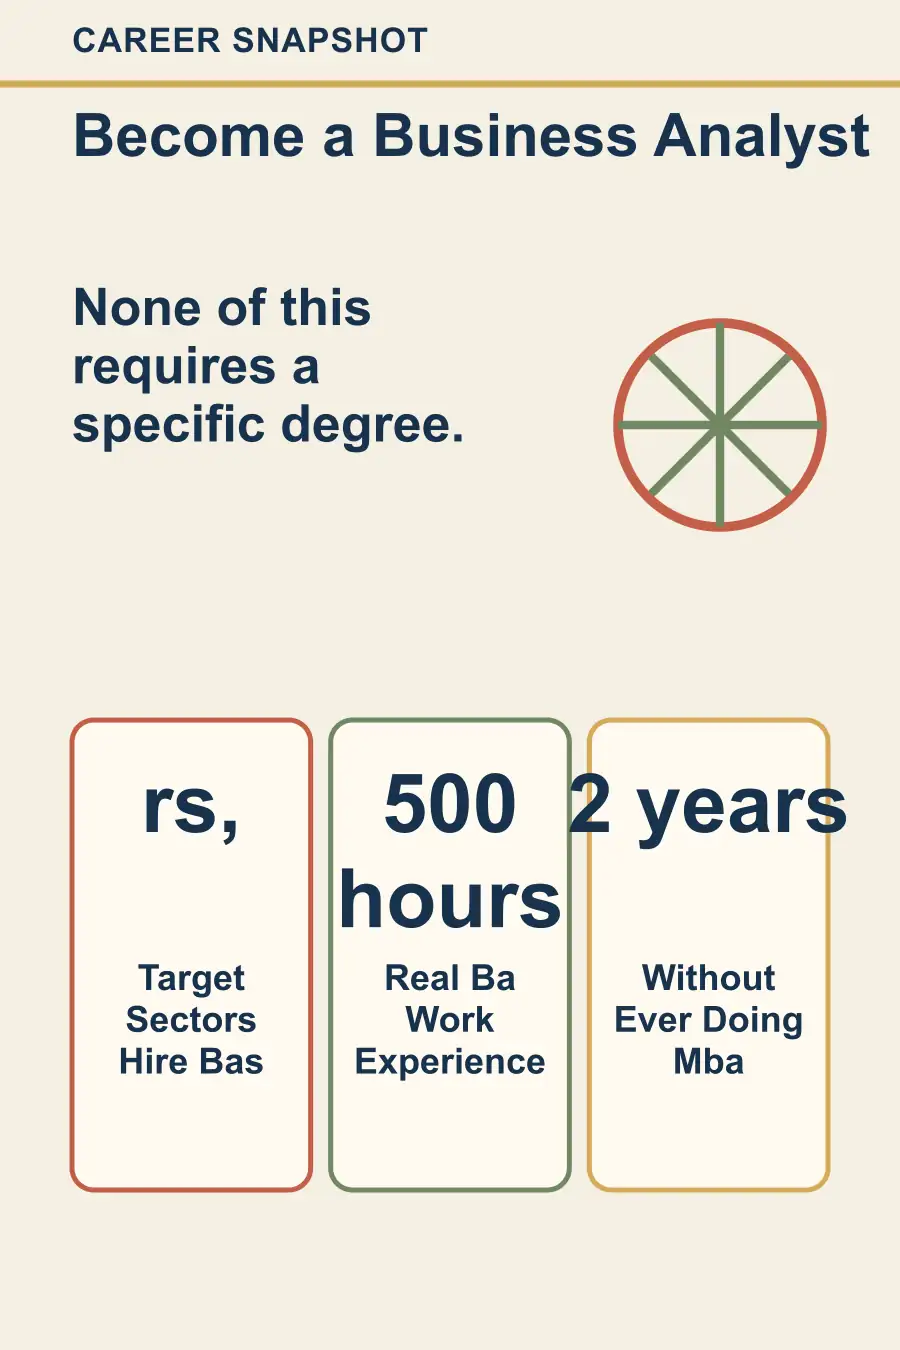 CAREER SNAPSHOT
Become a Business Analyst
None of this
requires a
specific degree.
rs,
Target
Sectors
Hire Bas
500
hours
Real Ba
Work
Experience
2 years
Without
Ever Doing
Mba